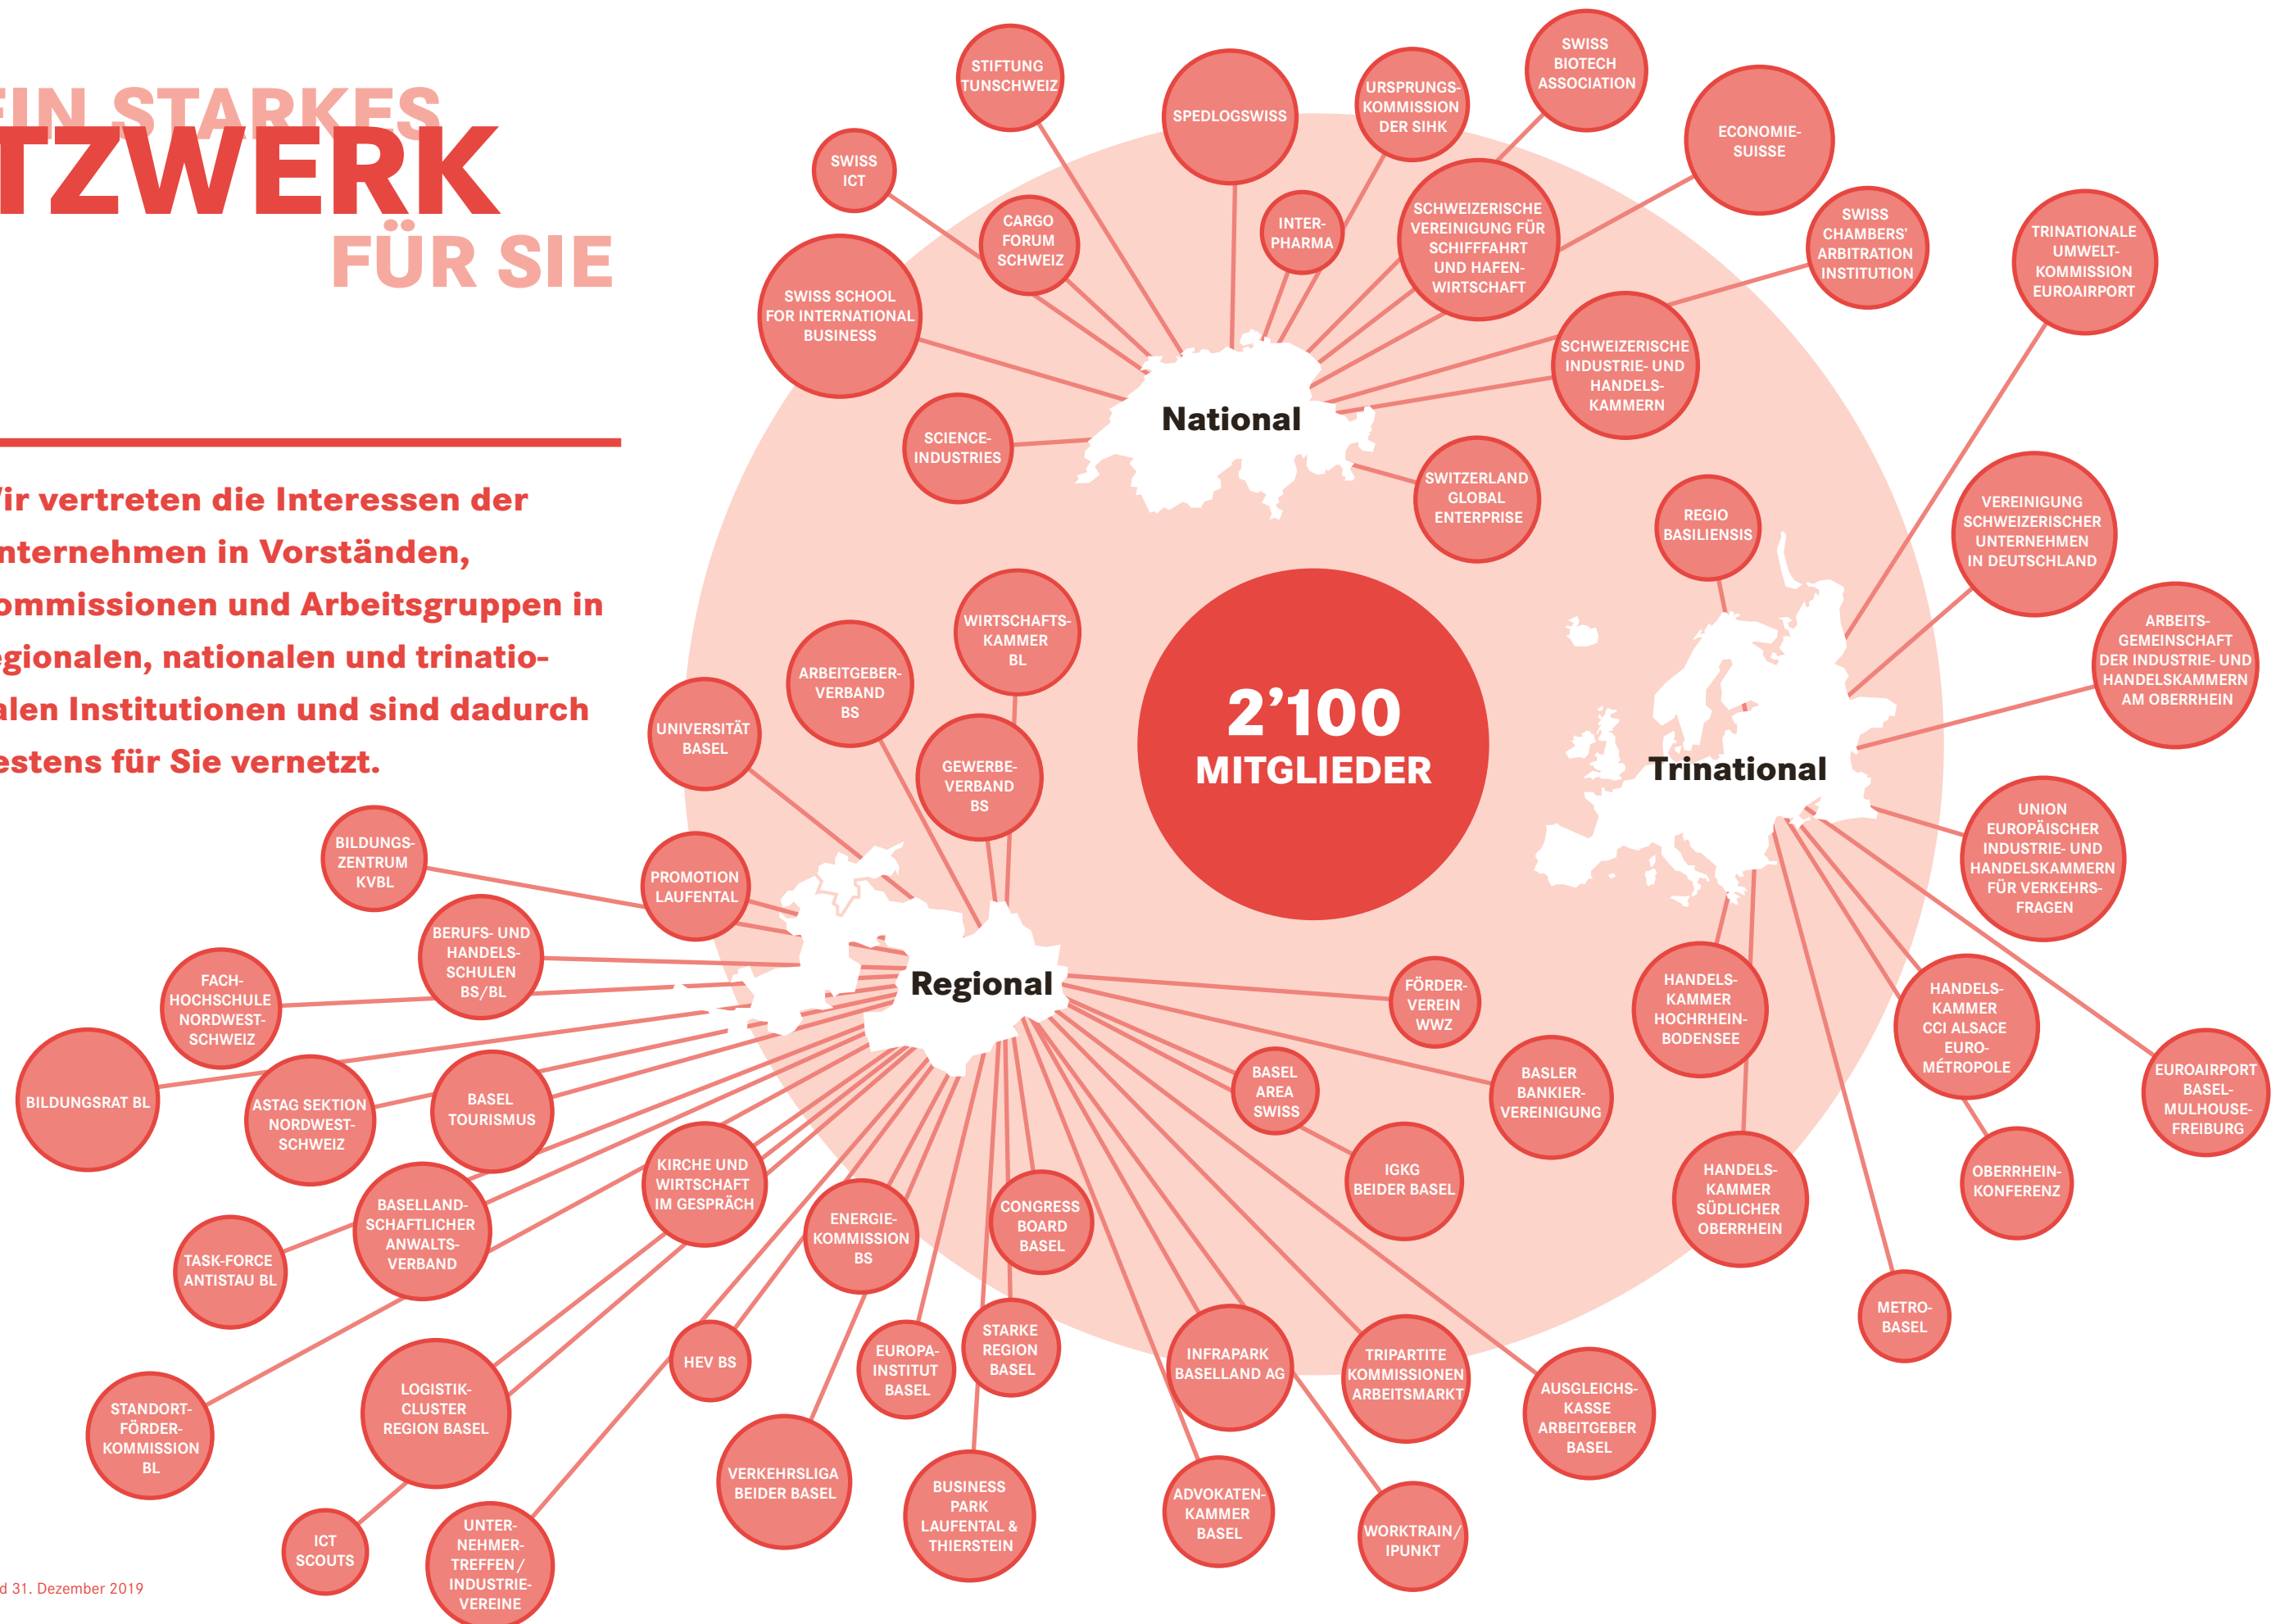 EIN STARKES
TZWERK
FÜR SIE
Wir vertreten die Interessen der
nternehmen in Vorständen,
ommissionen und Arbeitsgruppen in
egionalen, nationalen und trinatio-
alen Institutionen und sind dadurch
estens für Sie vernetzt.
STIFTUNG
TUNSCHWEIZ
SPEDLOGSWISS
URSPRUNGS-
KOMMISSION
DER SIHK
SWISS
BIOTECH
ASSOCIATION
ECONOMIE-
SUISSE
SWISS
ICT
CARGO
FORUM
SCHWEIZ
INTER-
PHARMA
SCHWEIZERISCHE
VEREINIGUNG FÜR
SCHIFFFAHRT
UND HAFEN-
WIRTSCHAFT
SWISS
CHAMBERS'
ARBITRATION
INSTITUTION
SWISS SCHOOL
FOR INTERNATIONAL
BUSINESS
SCHWEIZERISCHE
INDUSTRIE- UND
HANDELS-
KAMMERN
SCIENCE-
INDUSTRIES
National
SWITZERLAND
GLOBAL
ENTERPRISE
TRINATIONALE
UMWELT-
KOMMISSION
EUROAIRPORT
REGIO
BASILIENSIS
VEREINIGUNG
SCHWEIZERISCHER
UNTERNEHMEN
IN DEUTSCHLAND
ARBEITS-
GEMEINSCHAFT
DER INDUSTRIE- UND
HANDELSKAMMERN
AM OBERRHEIN
Trinational
UNION
EUROPÄISCHER
INDUSTRIE- UND
HANDELSKAMMERN
FÜR VERKEHRS-
FRAGEN
HANDELS-
KAMMER
HOCHRHEIN-
BODENSEE
HANDELS-
KAMMER
CCI ALSACE
EURO-
MÉTROPOLE
EUROAIRPORT
BASEL-
MULHOUSE-
FREIBURG
HANDELS-
KAMMER
SÜDLICHER
OBERRHEIN
OBERRHEIN-
KONFERENZ
METRO-
BASEL
2'100
MITGLIEDER
WIRTSCHAFTS-
KAMMER
BL
ARBEITGEBER-
VERBAND
BS
UNIVERSITÄT
BASEL
GEWERBE-
VERBAND
BS
BILDUNGS-
ZENTRUM
KVBL
PROMOTION
LAUFENTAL
BERUFS- UND
HANDELS-
SCHULEN
BS/BL
FACH-
HOCHSCHULE
NORDWEST-
SCHWEIZ
Regional
FÖRDER-
VEREIN
WWZ
BILDUNGSRAT BL
ASTAG SEKTION
NORDWEST-
SCHWEIZ
BASEL
TOURISMUS
BASEL
AREA
SWISS
BASLER
BANKIER-
VEREINIGUNG
KIRCHE UND
WIRTSCHAFT
IM GESPRÄCH
IGKG
BEIDER BASEL
BASELLAND-
SCHAFTLICHER
ANWALTS-
VERBAND
TASK-FORCE
ANTISTAU BL
ENERGIE-
KOMMISSION
BS
CONGRESS
BOARD
BASEL
STANDORT-
FÖRDER-
KOMMISSION
BL
LOGISTIK-
CLUSTER
REGION BASEL
HEV BS
EUROPA-
INSTITUT
BASEL
STARKE
REGION
BASEL
INFRAPARK
BASELLAND AG
TRIPARTITE
KOMMISSIONEN
ARBEITSMARKT
AUSGLEICHS-
KASSE
ARBEITGEBER
BASEL
VERKEHRSLIGA
BEIDER BASEL
BUSINESS
PARK
LAUFENTAL &
THIERSTEIN
ADVOKATEN-
KAMMER
BASEL
WORKTRAIN/
IPUNKT
ICT
SCOUTS
UNTER-
NEHMER-
TREFFEN/
INDUSTRIE-
VEREINE
d 31. Dezember 2019